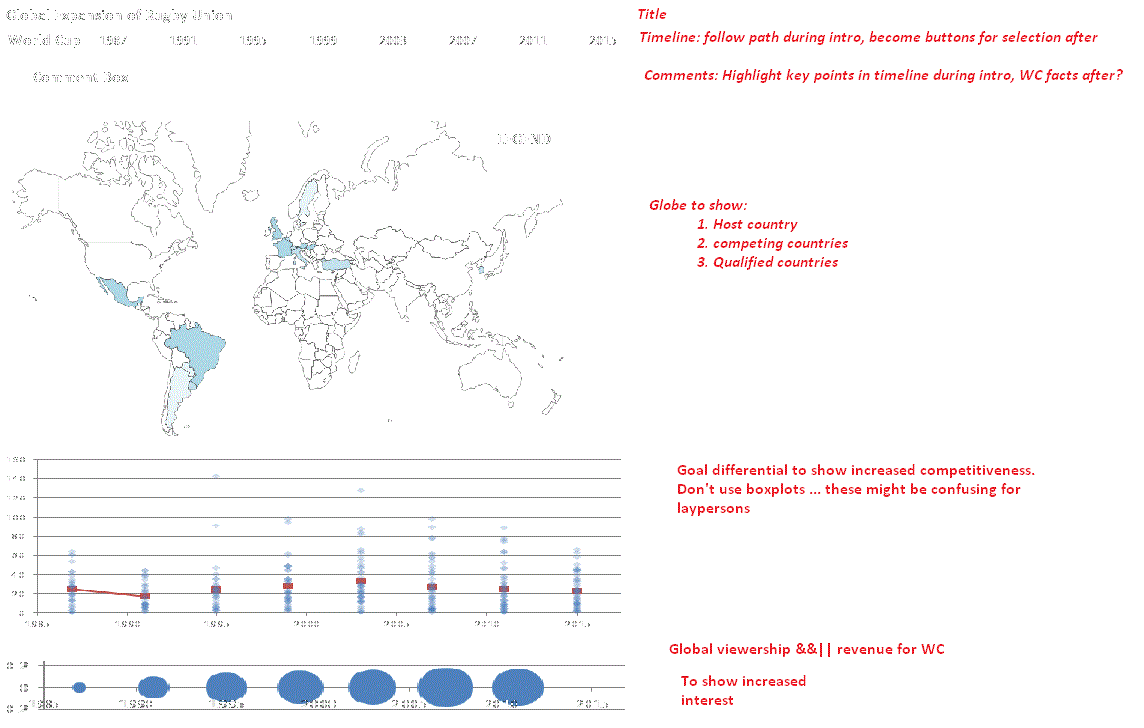 Global Expansion of Rugby Union
Title
World Cup 1987 1991 1995 1999 2003 2007 2011 2015
Timeline: follow path during intro, become buttons for selection after
Comment Box
Comments: Highlight key points in timeline during intro, WC facts after?
LEGEND
Globe to show:
1. Host country
2. competing countries
3. Qualified countries
160
140
120
100
80
60
40
20
0
1985 1990 1995 2000 2005 2010 2015
Goal differential to show increased competitiveness.
Don't use boxplots ... these might be confusing for
laypersons
Global viewership &&|| revenue for WC
To show increased
interest
1985 1990 1995 2000 2005 2010 2015